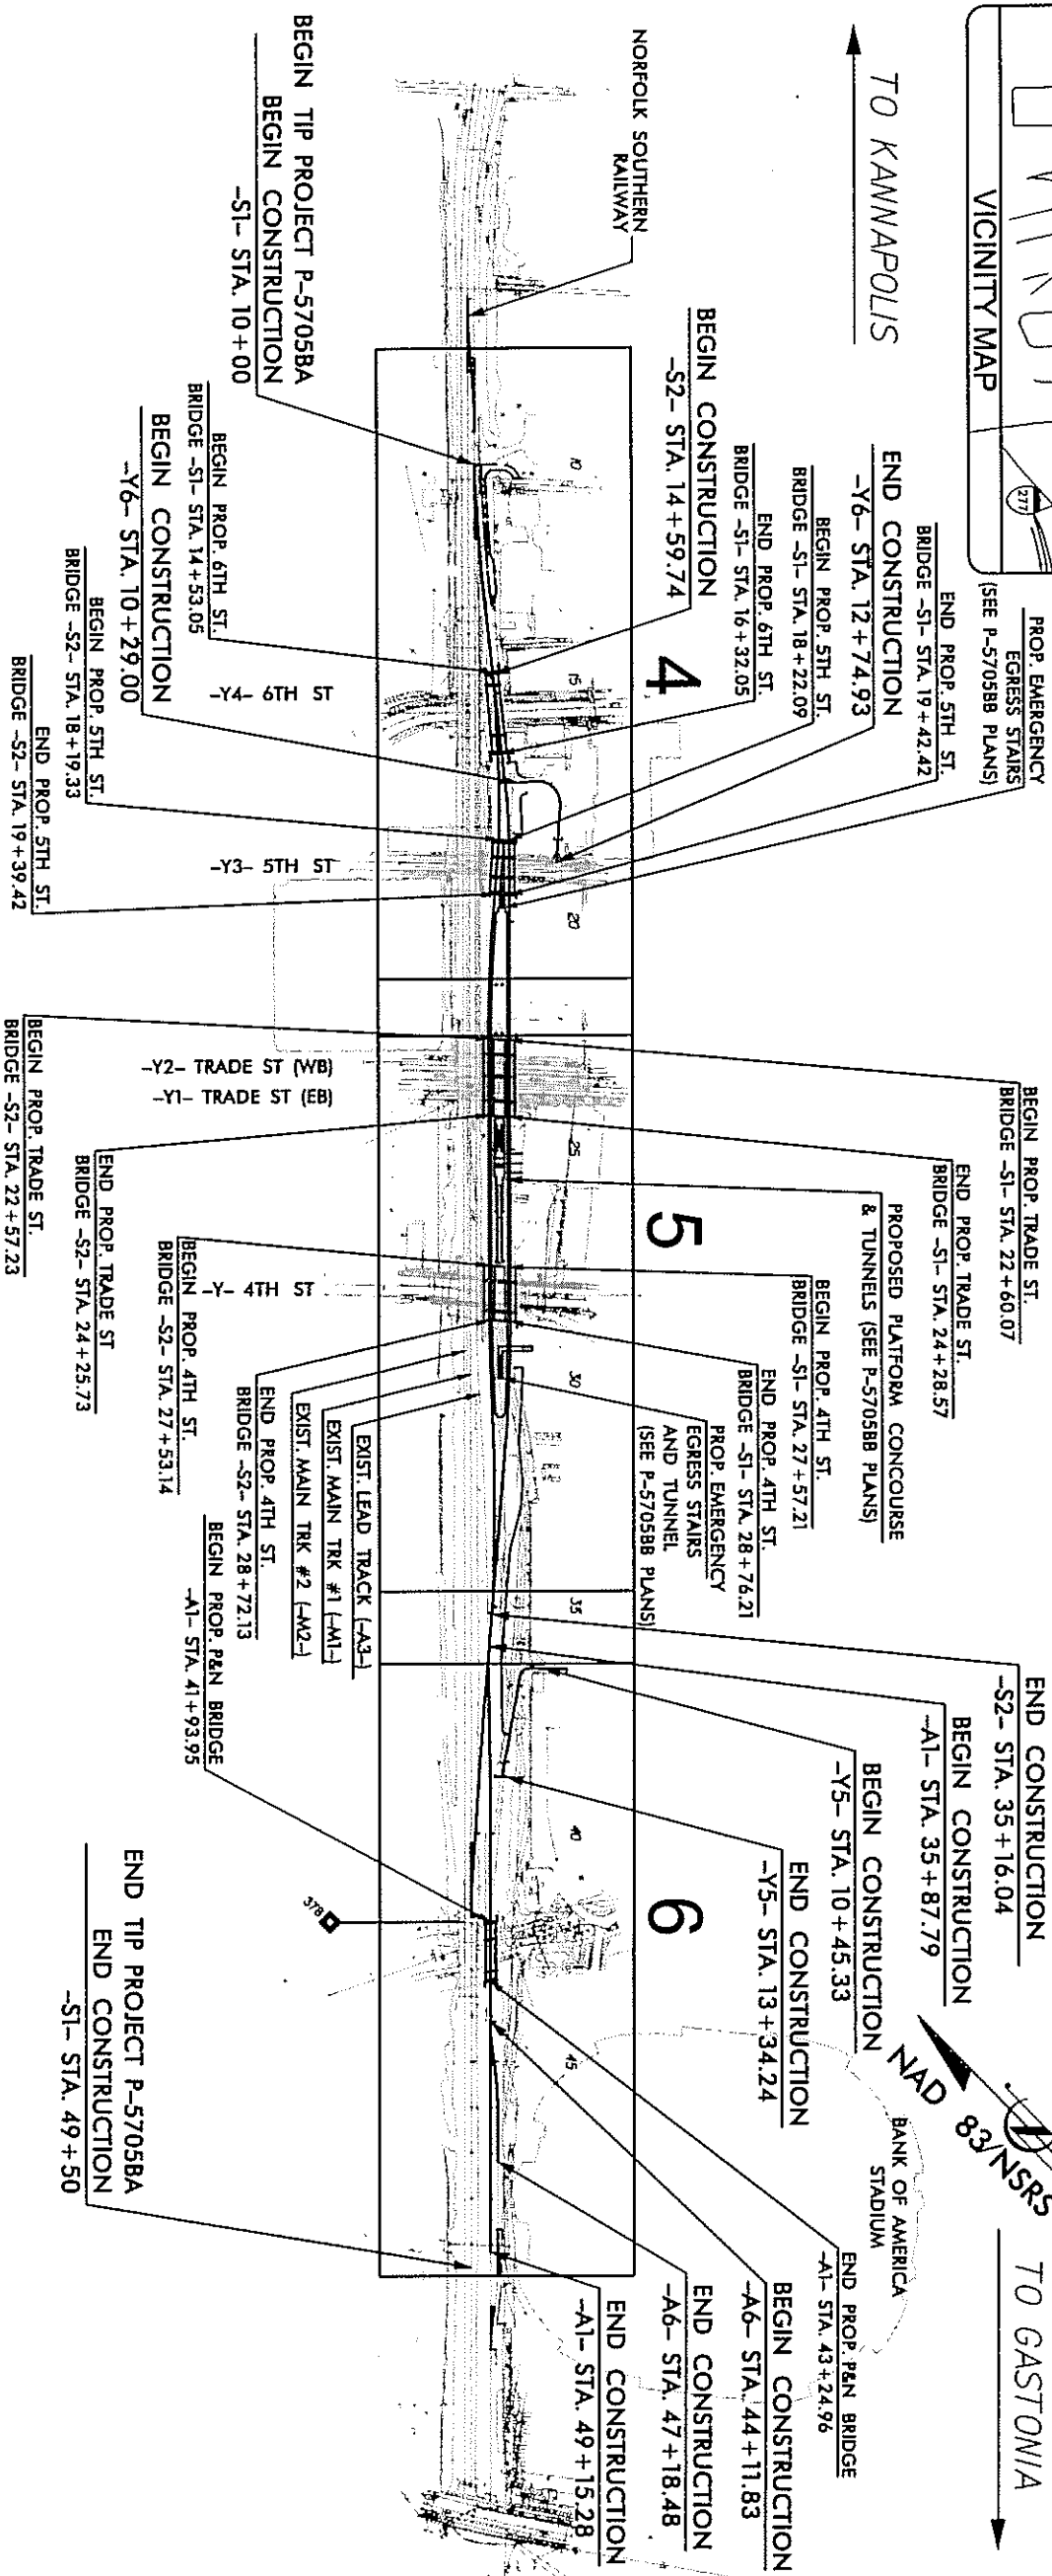 VICINITY MAP
277
TO KANNAPOLIS
NORFOLK SOUTHERN
RAILWAY
BEGIN TIP PROJECT P-5705BA
BEGIN CONSTRUCTION
-S1- STA. 10+00
BEGIN CONSTRUCTION
-S2- STA. 14+59.74
END PROP. 6TH ST.
BRIDGE -S1- STA. 16+32.05
BEGIN PROP. 5TH ST.
BRIDGE -S1- STA. 18+22.09
END CONSTRUCTION
-Y6- STA. 12+74.93
END PROP. 5TH ST.
BRIDGE -S1- STA. 19+42.42
PROP. EMERGENCY
EGRESS STAIRS
(SEE P-5705BB PLANS)
BEGIN PROP. 6TH ST.
BRIDGE -S1- STA. 14+53.05
BEGIN CONSTRUCTION
-Y6- STA. 10+29.00
BEGIN PROP. 5TH ST.
BRIDGE -S2- STA. 18+19.33
END PROP. 5TH ST.
BRIDGE -S2- STA. 19+39.42
-Y4- 6TH ST
-Y3- 5TH ST
10
15
20
4
BEGIN PROP. TRADE ST.
BRIDGE -S1- STA. 22+60.07
END PROP. TRADE ST.
BRIDGE -S1- STA. 24+28.57
PROPOSED PLATFORM CONCOURSE
& TUNNELS (SEE P-5705BB PLANS)
BEGIN PROP. 4TH ST.
BRIDGE -S1- STA. 27+57.21
END PROP. 4TH ST.
BRIDGE -S1- STA. 28+76.21
PROP. EMERGENCY
EGRESS STAIRS
AND TUNNEL
(SEE P-5705BB PLANS)
-Y2- TRADE ST (WB)
-Y1- TRADE ST (EB)
-Y- 4TH ST
25
30
35
5
BEGIN PROP. TRADE ST.
BRIDGE -S2- STA. 22+57.23
END PROP. TRADE ST
BRIDGE -S2- STA. 24+25.73
BEGIN PROP. 4TH ST.
BRIDGE -S2- STA. 27+53.14
END PROP. 4TH ST.
BRIDGE -S2- STA. 28+72.13
EXIST. MAIN TRK #2 (-M2-)
EXIST. MAIN TRK #1 (-M1-)
EXIST. LEAD TRACK (-A3-)
BEGIN PROP. P&N BRIDGE
-A1- STA. 41+93.95
END CONSTRUCTION
-S2- STA. 35+16.04
BEGIN CONSTRUCTION
-A1- STA. 35+87.79
BEGIN CONSTRUCTION
-Y5- STA. 10+45.33
END CONSTRUCTION
-Y5- STA. 13+34.24
40
45
6
378
NAD 83/NSRS
BANK OF AMERICA
STADIUM
TO GASTONIA
END PROP. P&N BRIDGE
-A1- STA. 43+24.96
BEGIN CONSTRUCTION
-A6- STA. 44+11.83
END CONSTRUCTION
-A6- STA. 47+18.48
END CONSTRUCTION
-A1- STA. 49+15.28
END TIP PROJECT P-5705BA
END CONSTRUCTION
-S1- STA. 49+50